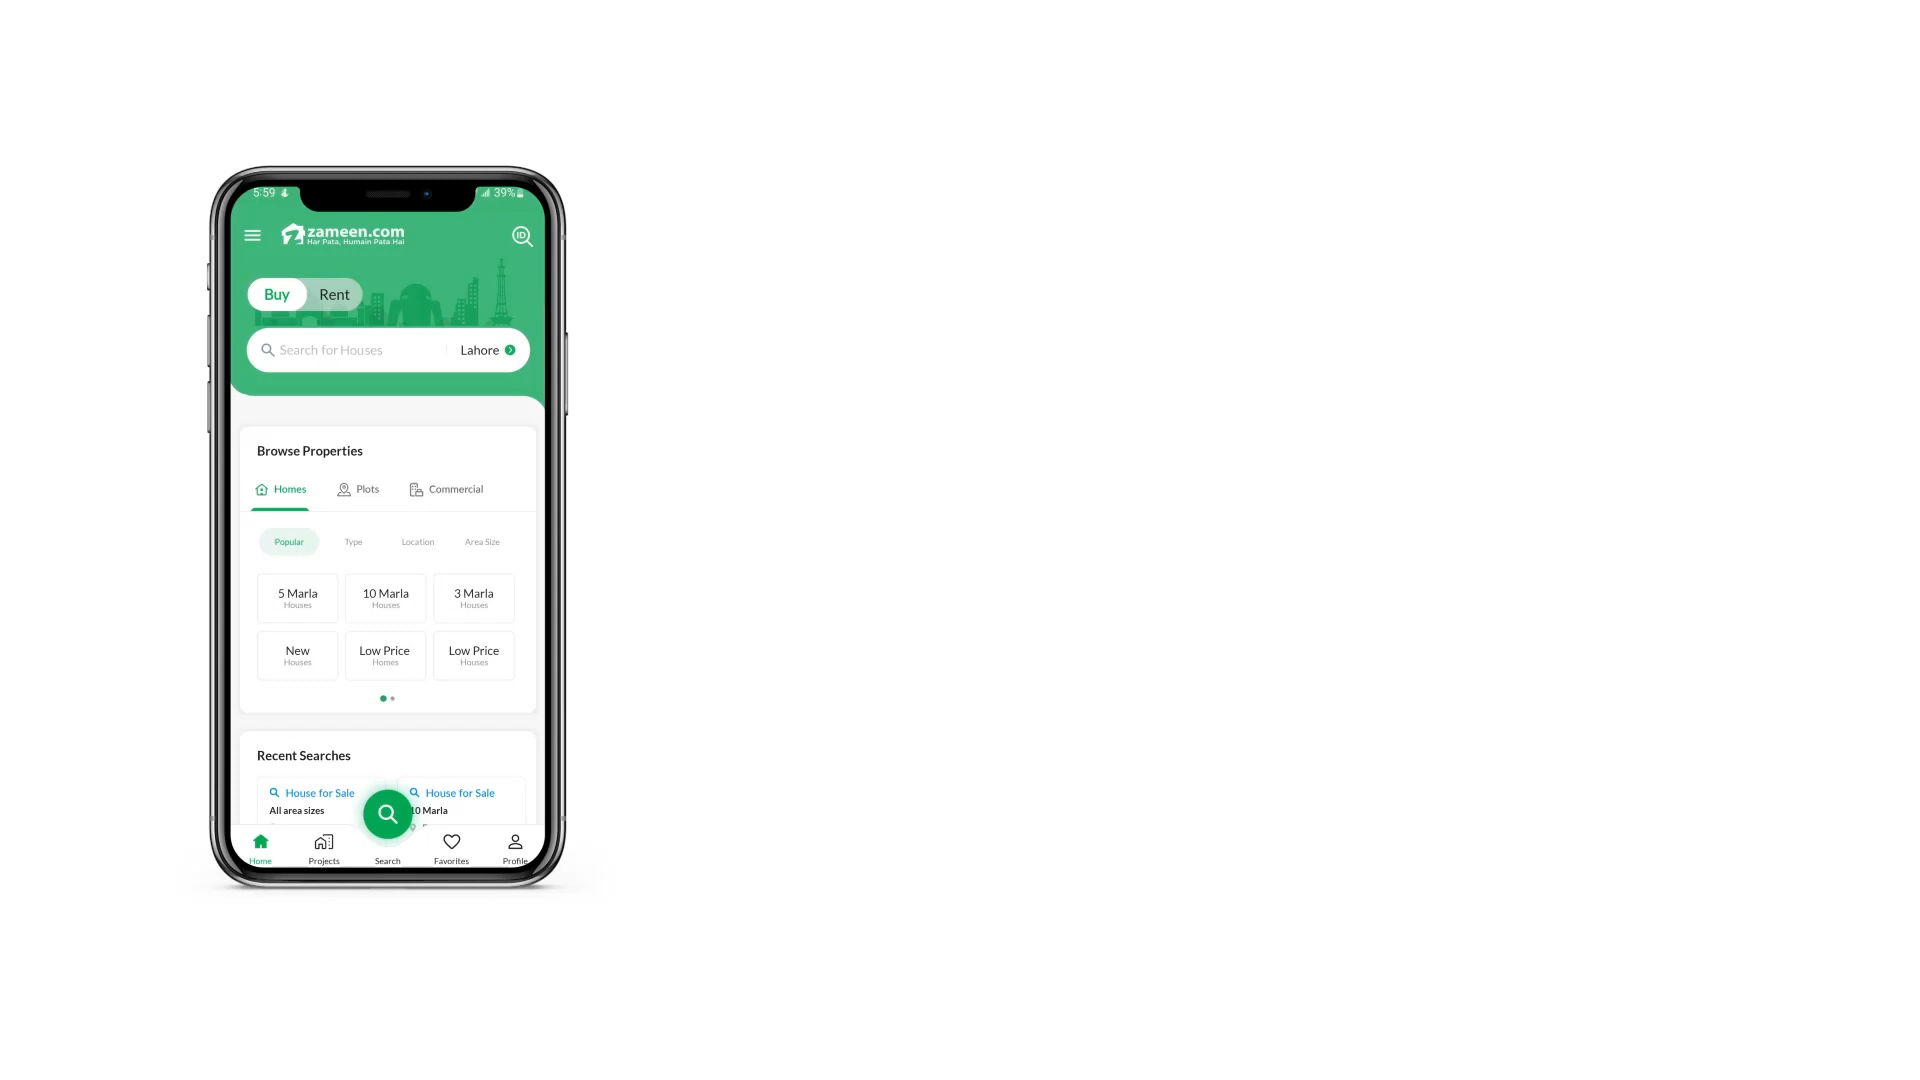 5:59
39%
zameen.com
Har Pata, Humain Pata Hai
ID
Buy Rent
Search for Houses Lahore
Browse Properties
Homes Plots Commercial
Popular Type Location Area Size
5 Marla 10 Marla 3 Marla
Houses Houses Houses
New Low Price Low Price
Houses Homes Houses
Recent Searches
House for Sale House for Sale
All area sizes 10 Marla
Home Projects Search Favorites Profile